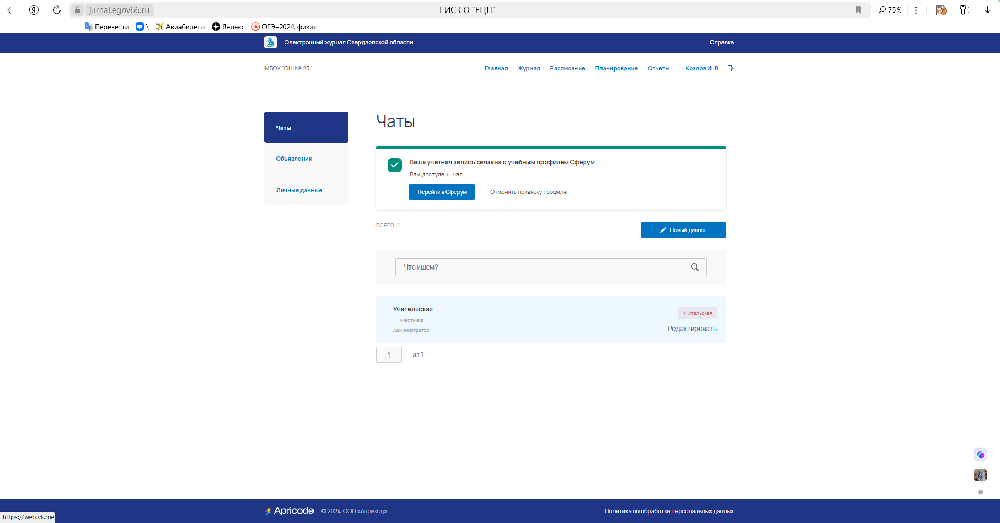 jurnal.egov66.ru
ГИС СО "ЕЦП"
75%
Перевести
\
Авиабилеты
Яндекс
ОГЭ–2024, физик
Электронный журнал Свердловской области
Справка
МБОУ "СШ № 25"
Главная
Журнал
Расписание
Планирование
Отчеты
Козлов И. В.
Чаты
Объявления
Личные данные
Чаты
Ваша учетная запись связана с учебным профилем Сферум
Вам доступен чат
Перейти в Сферум
Отменить привязку профиля
ВСЕГО: 1
Новый диалог
Что ищем?
Учительская
участника
Администратор:
Учительская
Редактировать
1
из 1
Apricode
© 2024. ООО «Априкод»
Политика по обработке персональных данных
https://web.vk.me